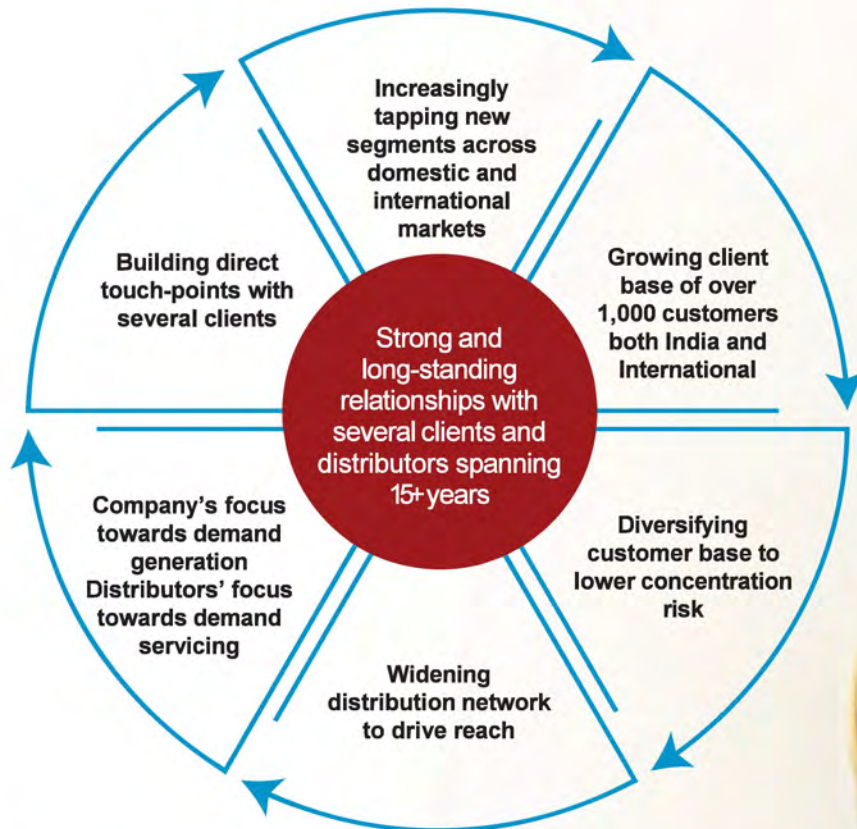 Increasingly
tapping new
segments across
domestic and
international
markets
Growing client
base of over
1,000 customers
both India and
International
Diversifying
customer base to
lower concentration
risk
Widening
distribution network
to drive reach
Company's focus
towards demand
generation
Distributors' focus
towards demand
servicing
Building direct
touch-points with
several clients
Strong and
long-standing
relationships with
several clients and
distributors spanning
15+ years